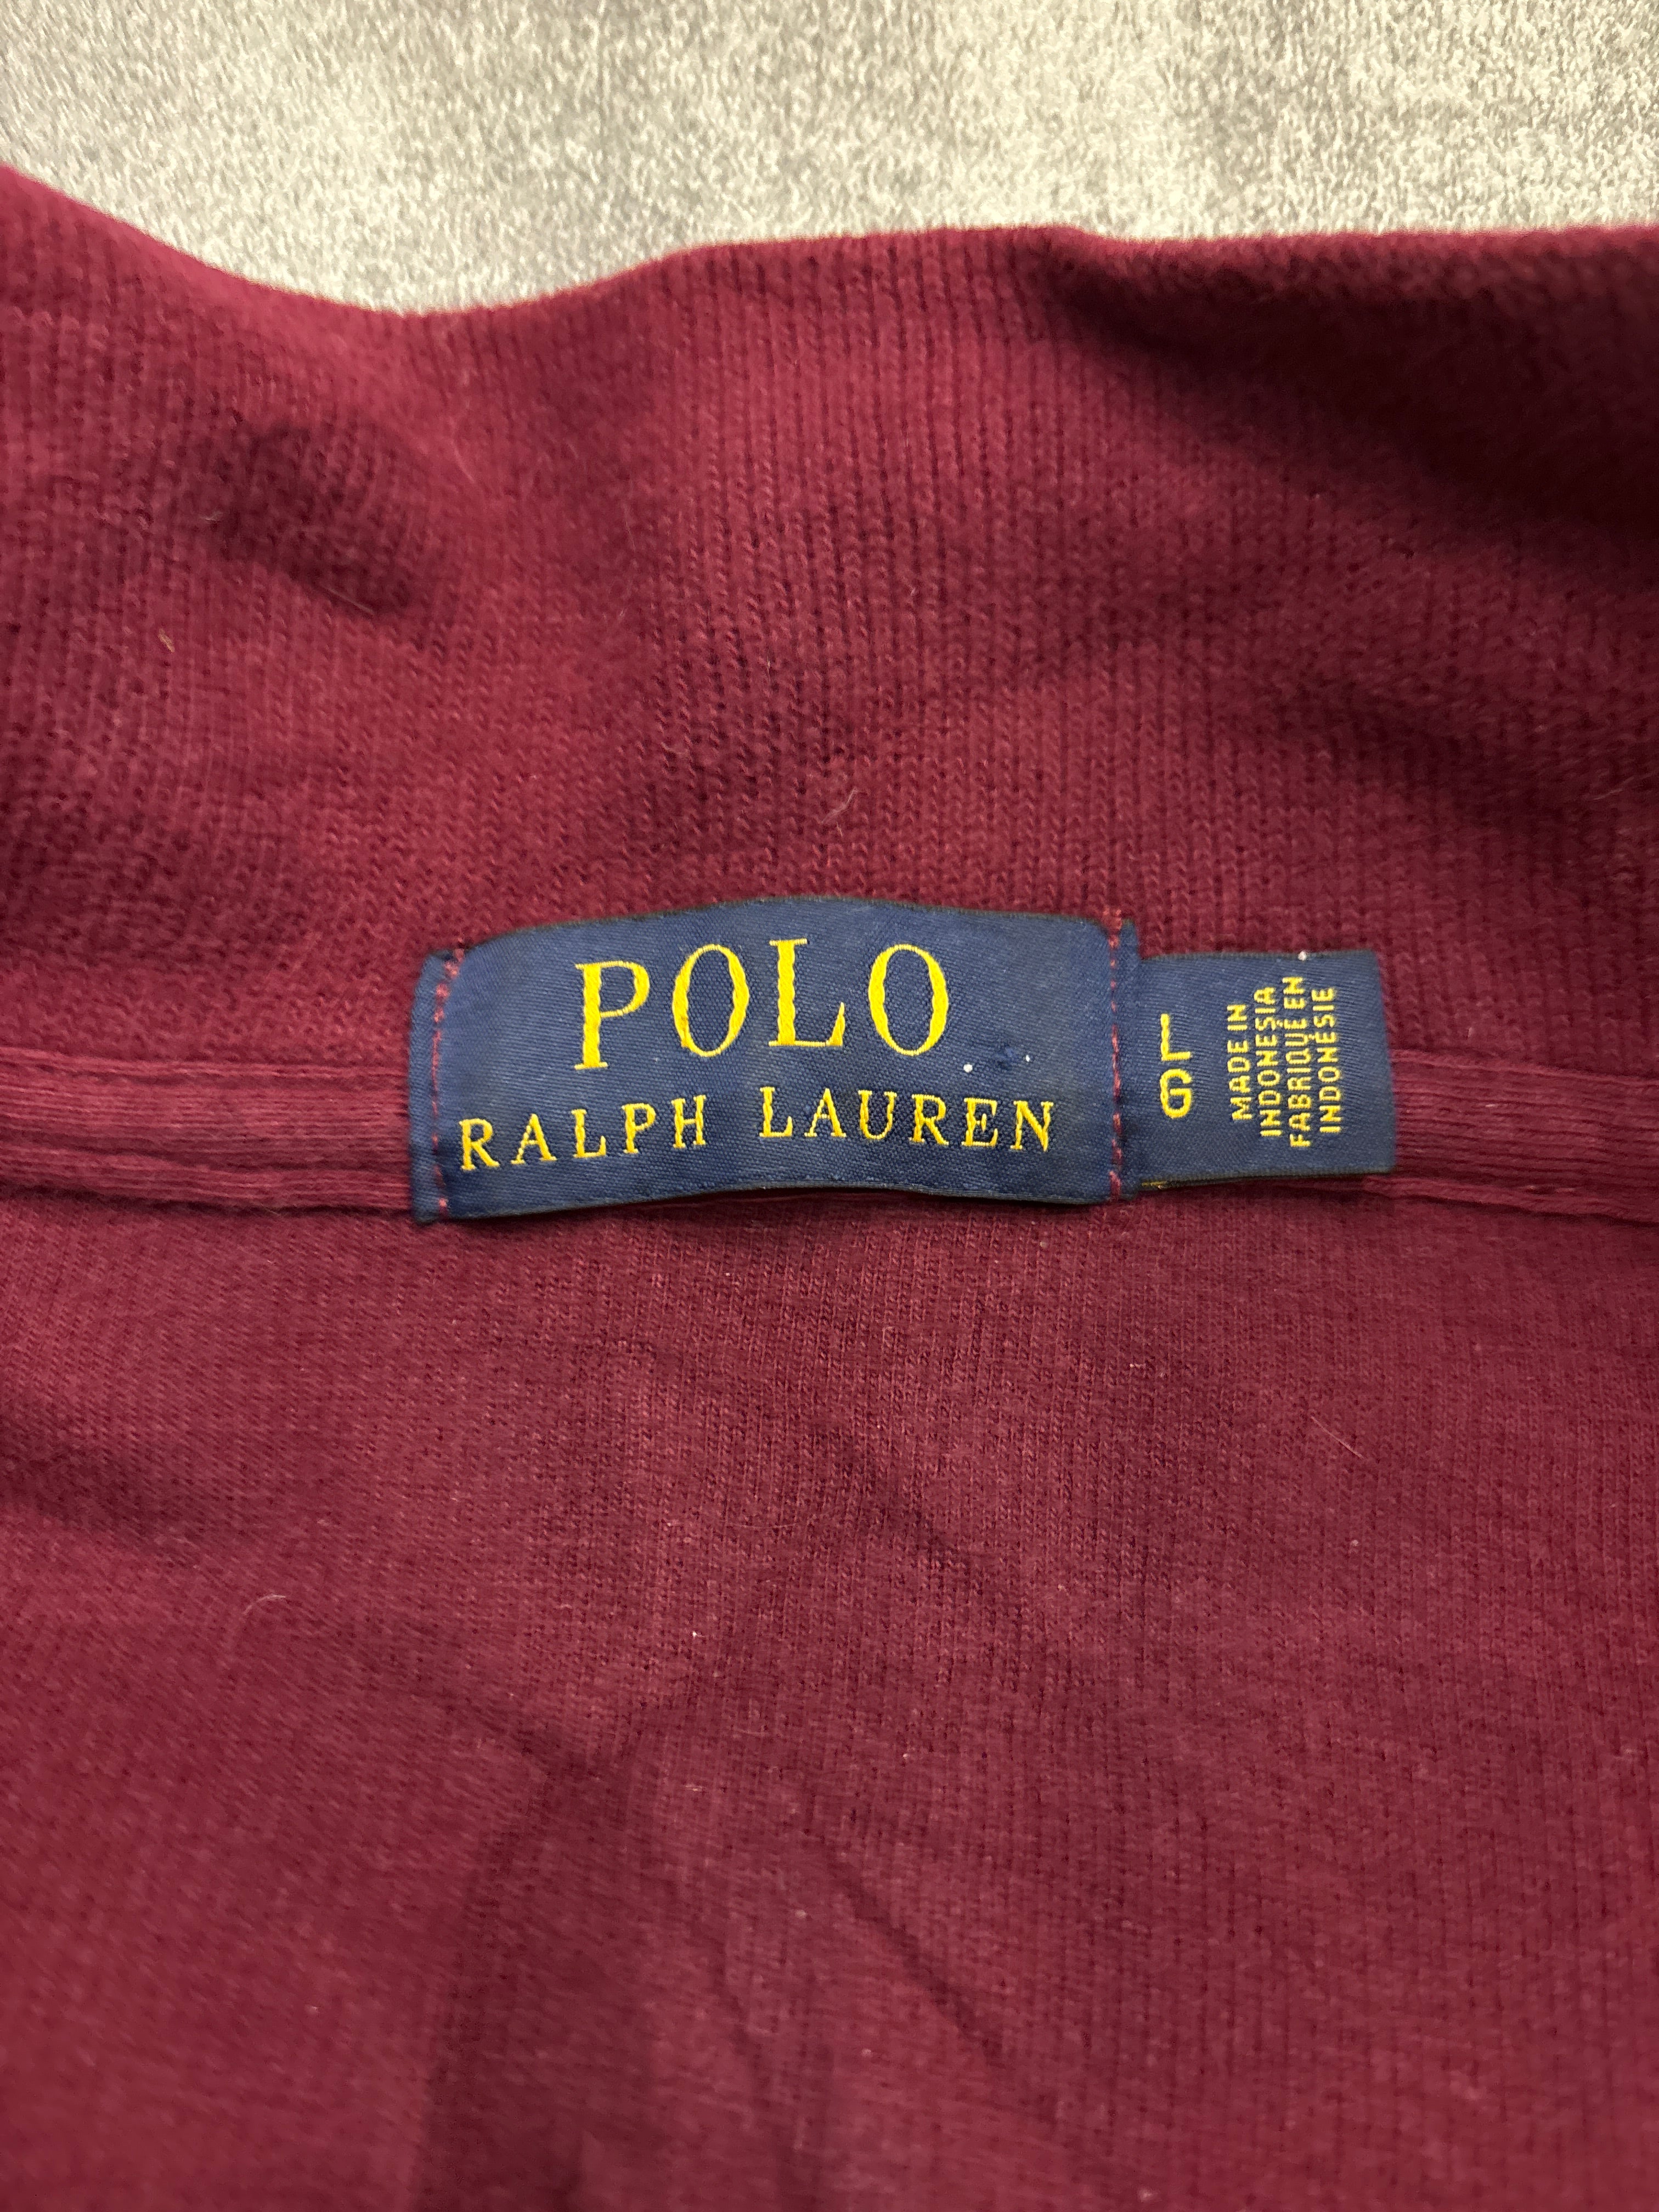 POLO
RALPH LAUREN
L
G
MADE IN
INDONESIA
FABRIQUÉ EN
INDONÉSIE